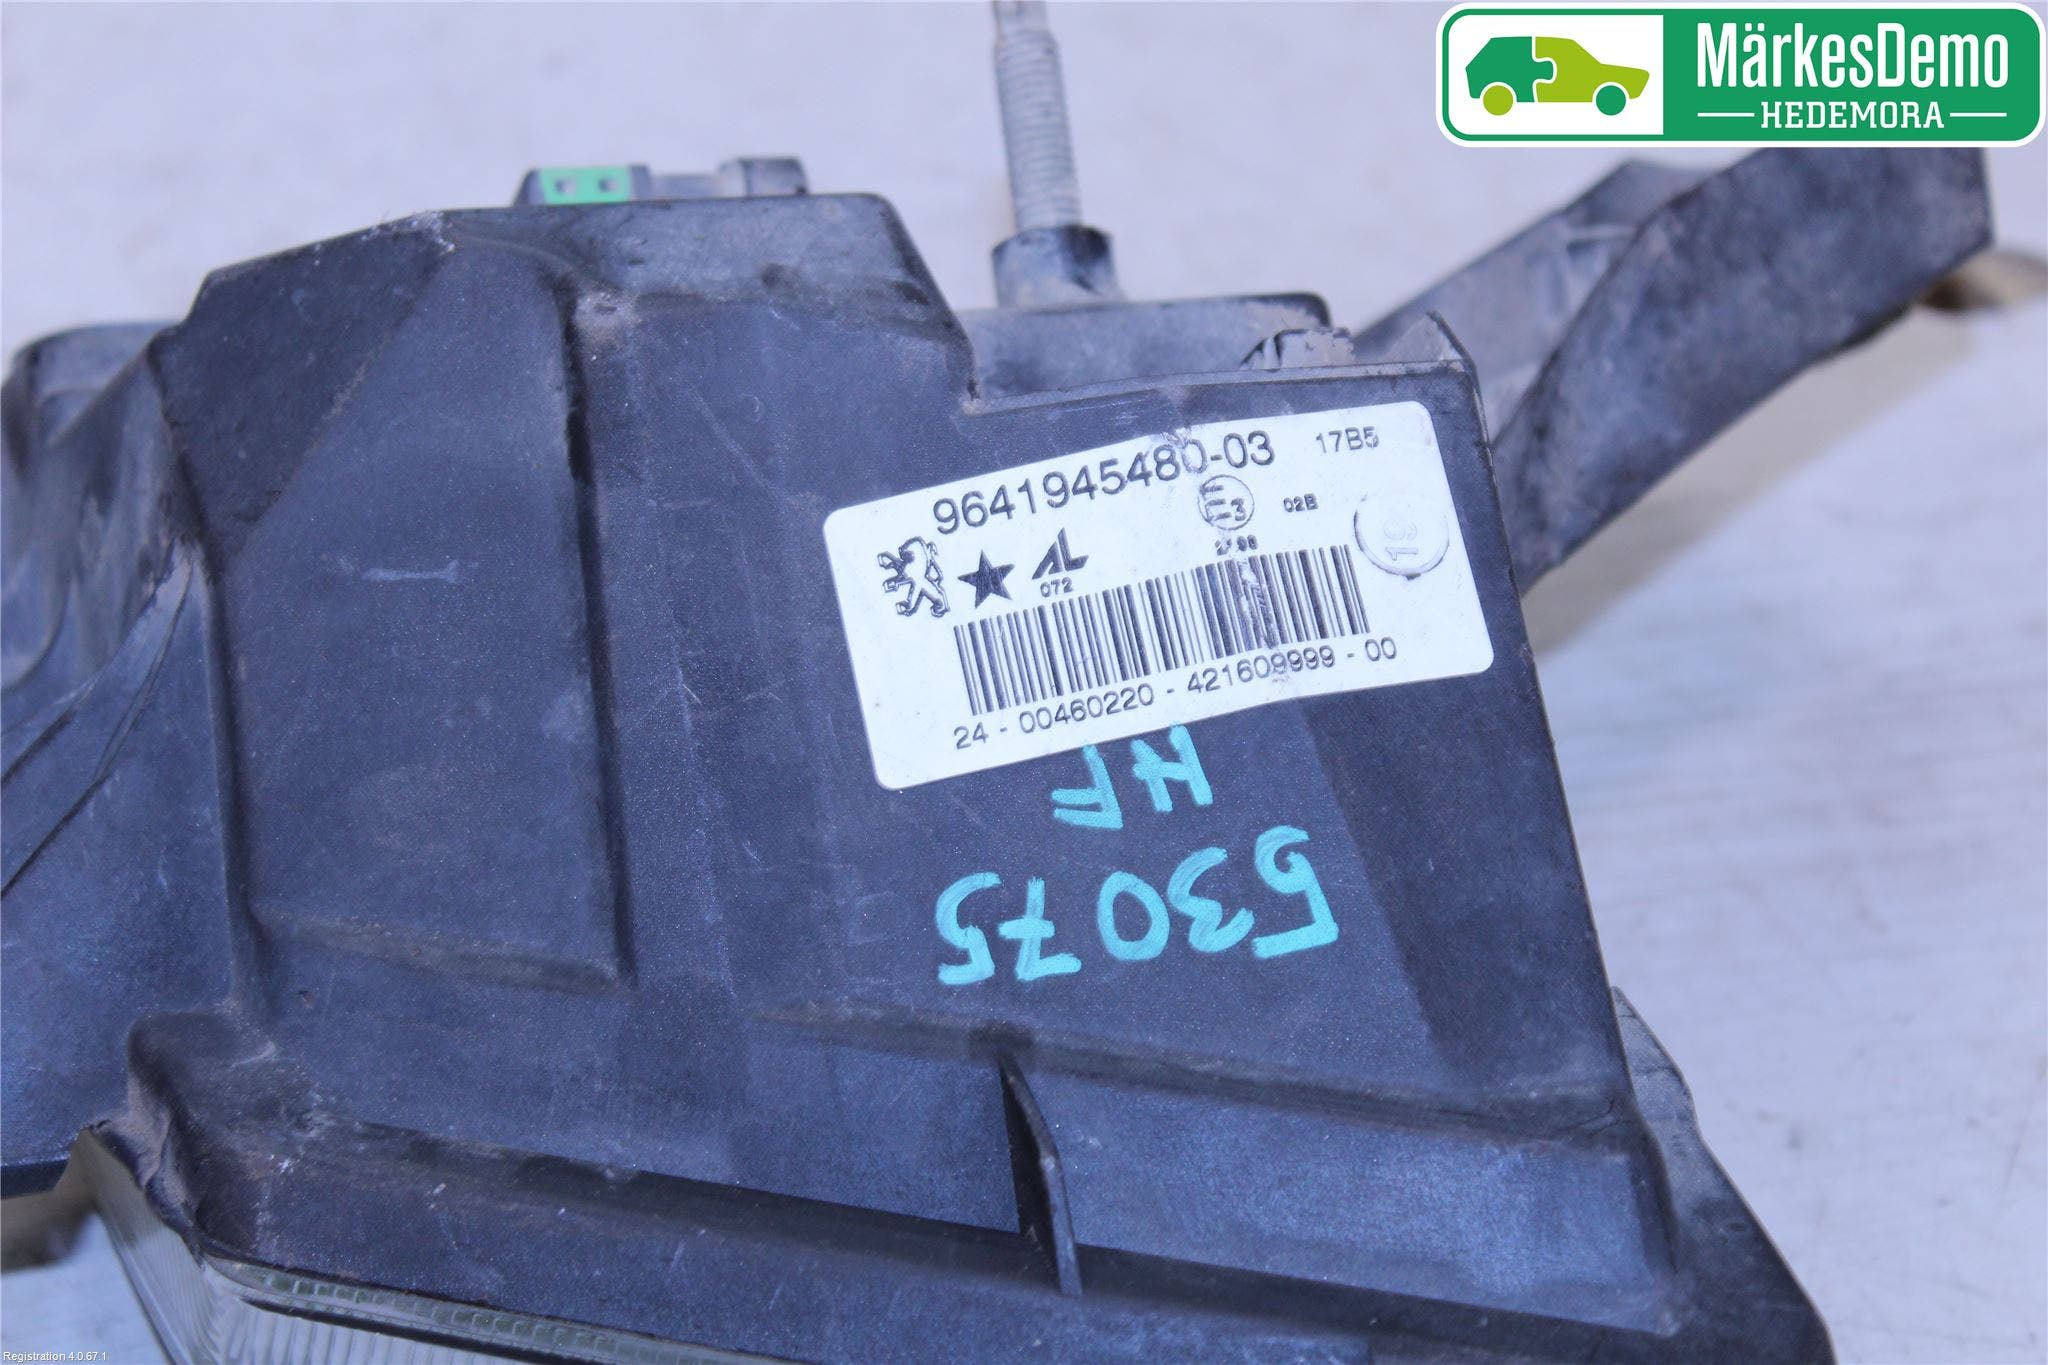 MärkesDemo
HEDEMORA
9641945480-03 17B5
E3 02B
19
AL
072
24 - 00460220 - 421609999 - 00
53075
HF
Registration 4.0.67.1